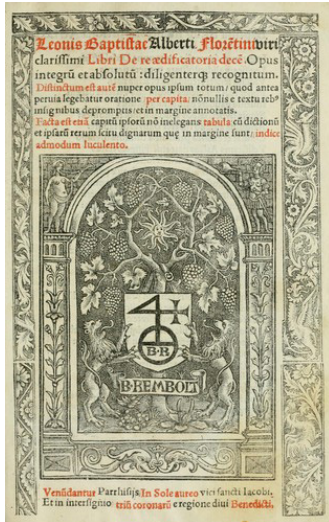 Leonis Baptistae Alberti Florẽtini viri
clarissimi Libri De re ædificatoria decē. Opus
integrū et absolutū : diligenterq; recognitum.
Distinctum est autē nuper opus ipsum totum / quod antea
peruia legebatur oratione per capita / nōnullis e textu reb⁹
insignibus depromptis / et in margine annotatis.
Facta est etiā capitū ipsorū nō inelegans tabula cū dictionū
et ipsarū rerum scitu dignarum quę in margine sunt : indice
admodum luculento.
B R
B · REMBOLT
Venūdantur Parrhisijs In Sole aureo vici sancti Iacobi.
Et in intersignio triū coronarū e regione diui Benedicti.